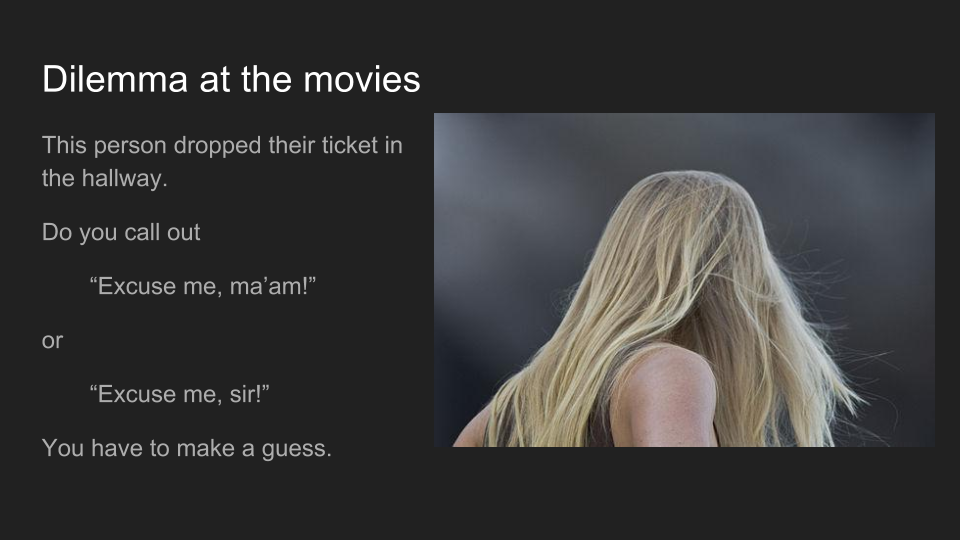 Dilemma at the movies
This person dropped their ticket in
the hallway.
Do you call out
“Excuse me, ma’am!”
or
“Excuse me, sir!”
You have to make a guess.